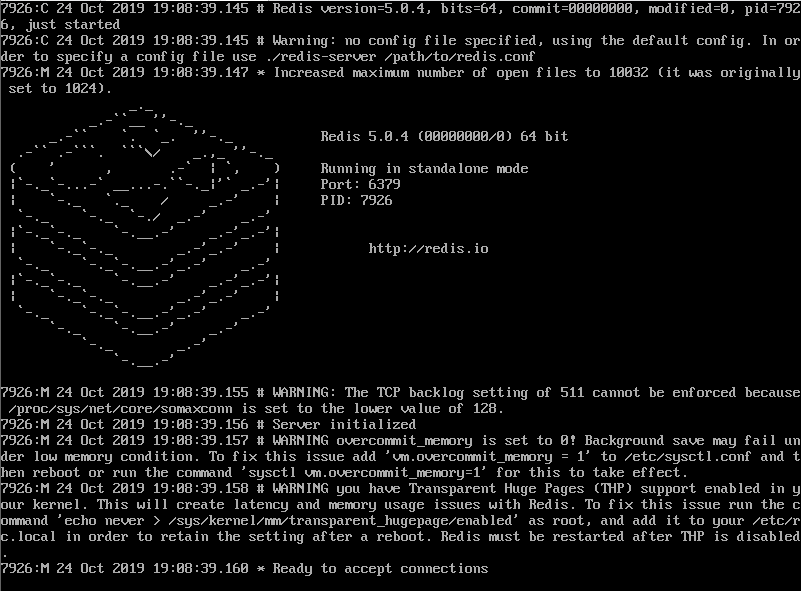 7926:C 24 Oct 2019 19:08:39.145 # Redis version=5.0.4, bits=64, commit=00000000, modified=0, pid=792
6, just started
7926:C 24 Oct 2019 19:08:39.145 # Warning: no config file specified, using the default config. In or
der to specify a config file use ./redis-server /path/to/redis.conf
7926:M 24 Oct 2019 19:08:39.147 * Increased maximum number of open files to 10032 (it was originally
 set to 1024).
Redis 5.0.4 (00000000/0) 64 bit
Running in standalone mode
Port: 6379
PID: 7926
http://redis.io
7926:M 24 Oct 2019 19:08:39.155 # WARNING: The TCP backlog setting of 511 cannot be enforced because
 /proc/sys/net/core/somaxconn is set to the lower value of 128.
7926:M 24 Oct 2019 19:08:39.156 # Server initialized
7926:M 24 Oct 2019 19:08:39.157 # WARNING overcommit_memory is set to 0! Background save may fail un
der low memory condition. To fix this issue add 'vm.overcommit_memory = 1' to /etc/sysctl.conf and t
hen reboot or run the command 'sysctl vm.overcommit_memory=1' for this to take effect.
7926:M 24 Oct 2019 19:08:39.158 # WARNING you have Transparent Huge Pages (THP) support enabled in y
our kernel. This will create latency and memory usage issues with Redis. To fix this issue run the c
ommand 'echo never > /sys/kernel/mm/transparent_hugepage/enabled' as root, and add it to your /etc/r
c.local in order to retain the setting after a reboot. Redis must be restarted after THP is disabled
.
7926:M 24 Oct 2019 19:08:39.160 * Ready to accept connections